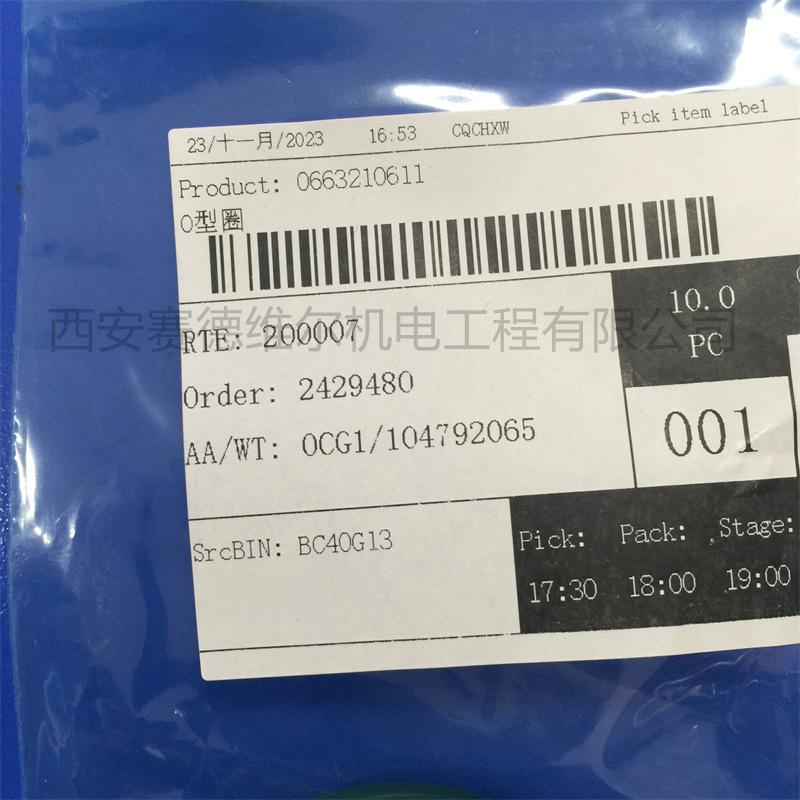 23/十一月/2023 16:53 CQCHXW Pick item label
Product: 0663210611
O型圈
西安赛德维尔机电工程有限公司
RTE: 200007
10.0
PC
Order: 2429480
001
AA/WT: OCG1/104792065
SrcBIN: BC40G13
Pick: Pack: Stage:
17:30 18:00 19:00